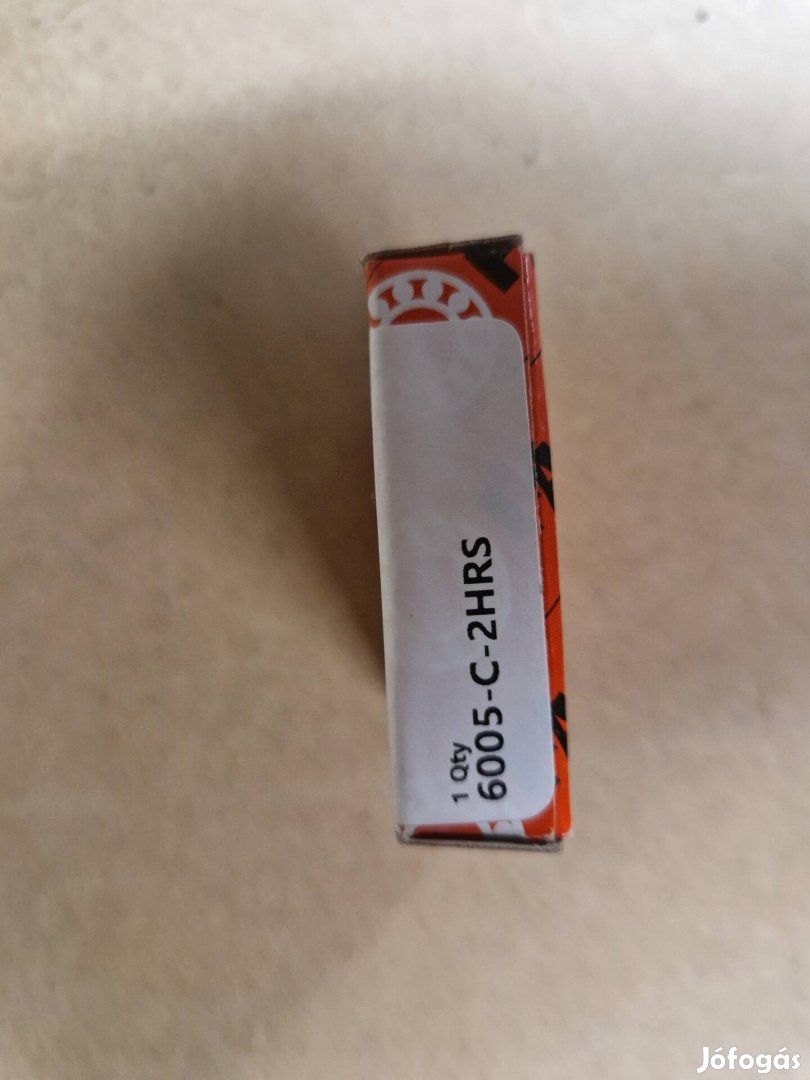 1 Qty
6005-C-2HRS
Jófogás